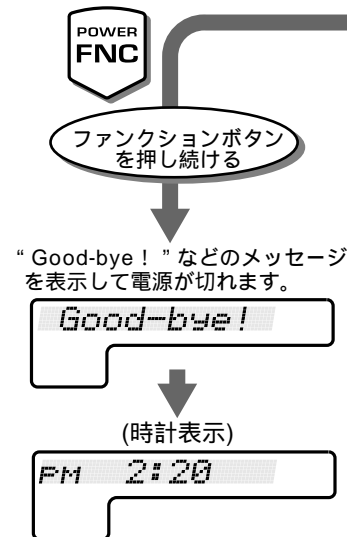 POWER
FNC
ファンクションボタン
を押し続ける
“ Good-bye！ ” などのメッセージ
を表示して電源が切れます。
Good-bye!
(時計表示)
PM 2:20